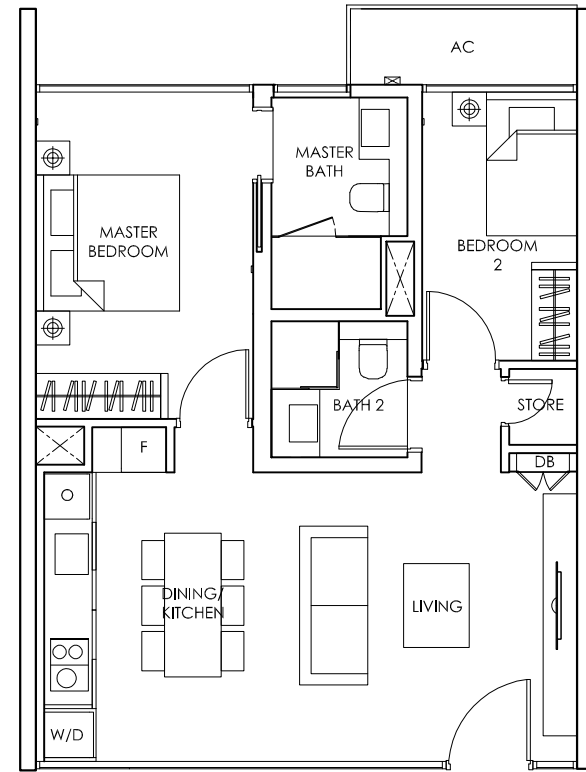 AC
MASTER
BATH
MASTER
BEDROOM
BEDROOM
2
BATH 2
STORE
F
DB
DINING/
KITCHEN
LIVING
W/D